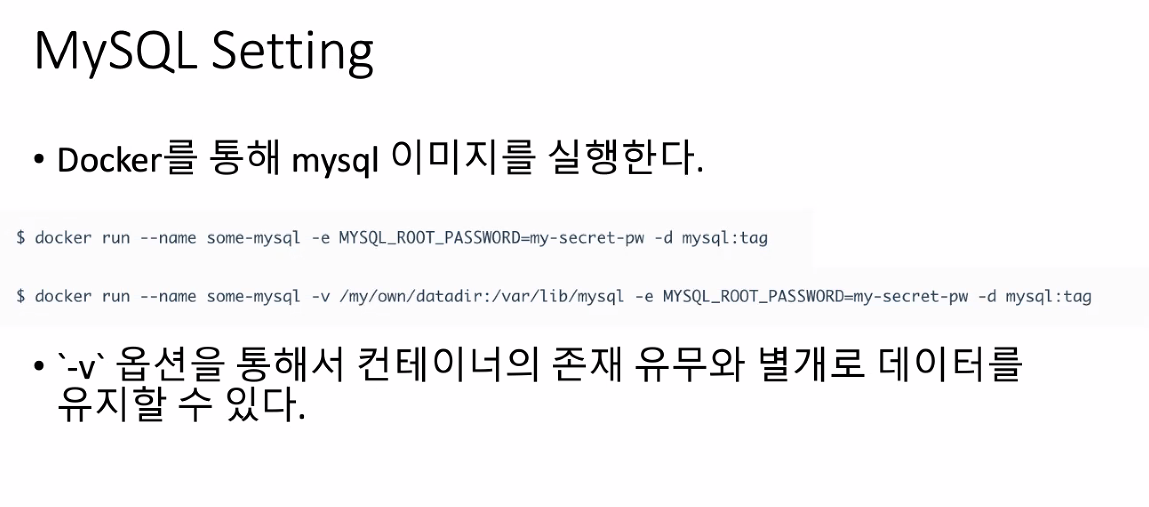 MySQL Setting
• Docker를 통해 mysql 이미지를 실행한다.
$ docker run --name some-mysql -e MYSQL_ROOT_PASSWORD=my-secret-pw -d mysql:tag
$ docker run --name some-mysql -v /my/own/datadir:/var/lib/mysql -e MYSQL_ROOT_PASSWORD=my-secret-pw -d mysql:tag
• `-v` 옵션을 통해서 컨테이너의 존재 유무와 별개로 데이터를
유지할 수 있다.